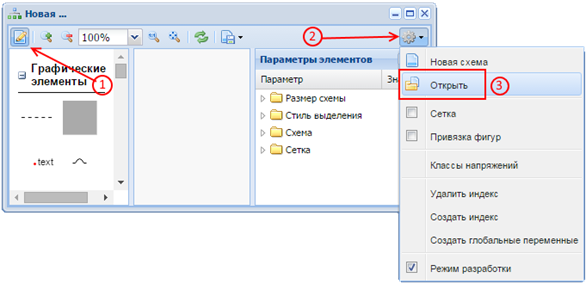 Новая ...
100%
2
Графические
элементы
1
.text
Параметры элементов
Параметр
Зн
Размер схемы
Стиль выделения
Схема
Сетка
Новая схема
Открыть
3
Сетка
Привязка фигур
Классы напряжений
Удалить индекс
Создать индекс
Создать глобальные переменные
Режим разработки